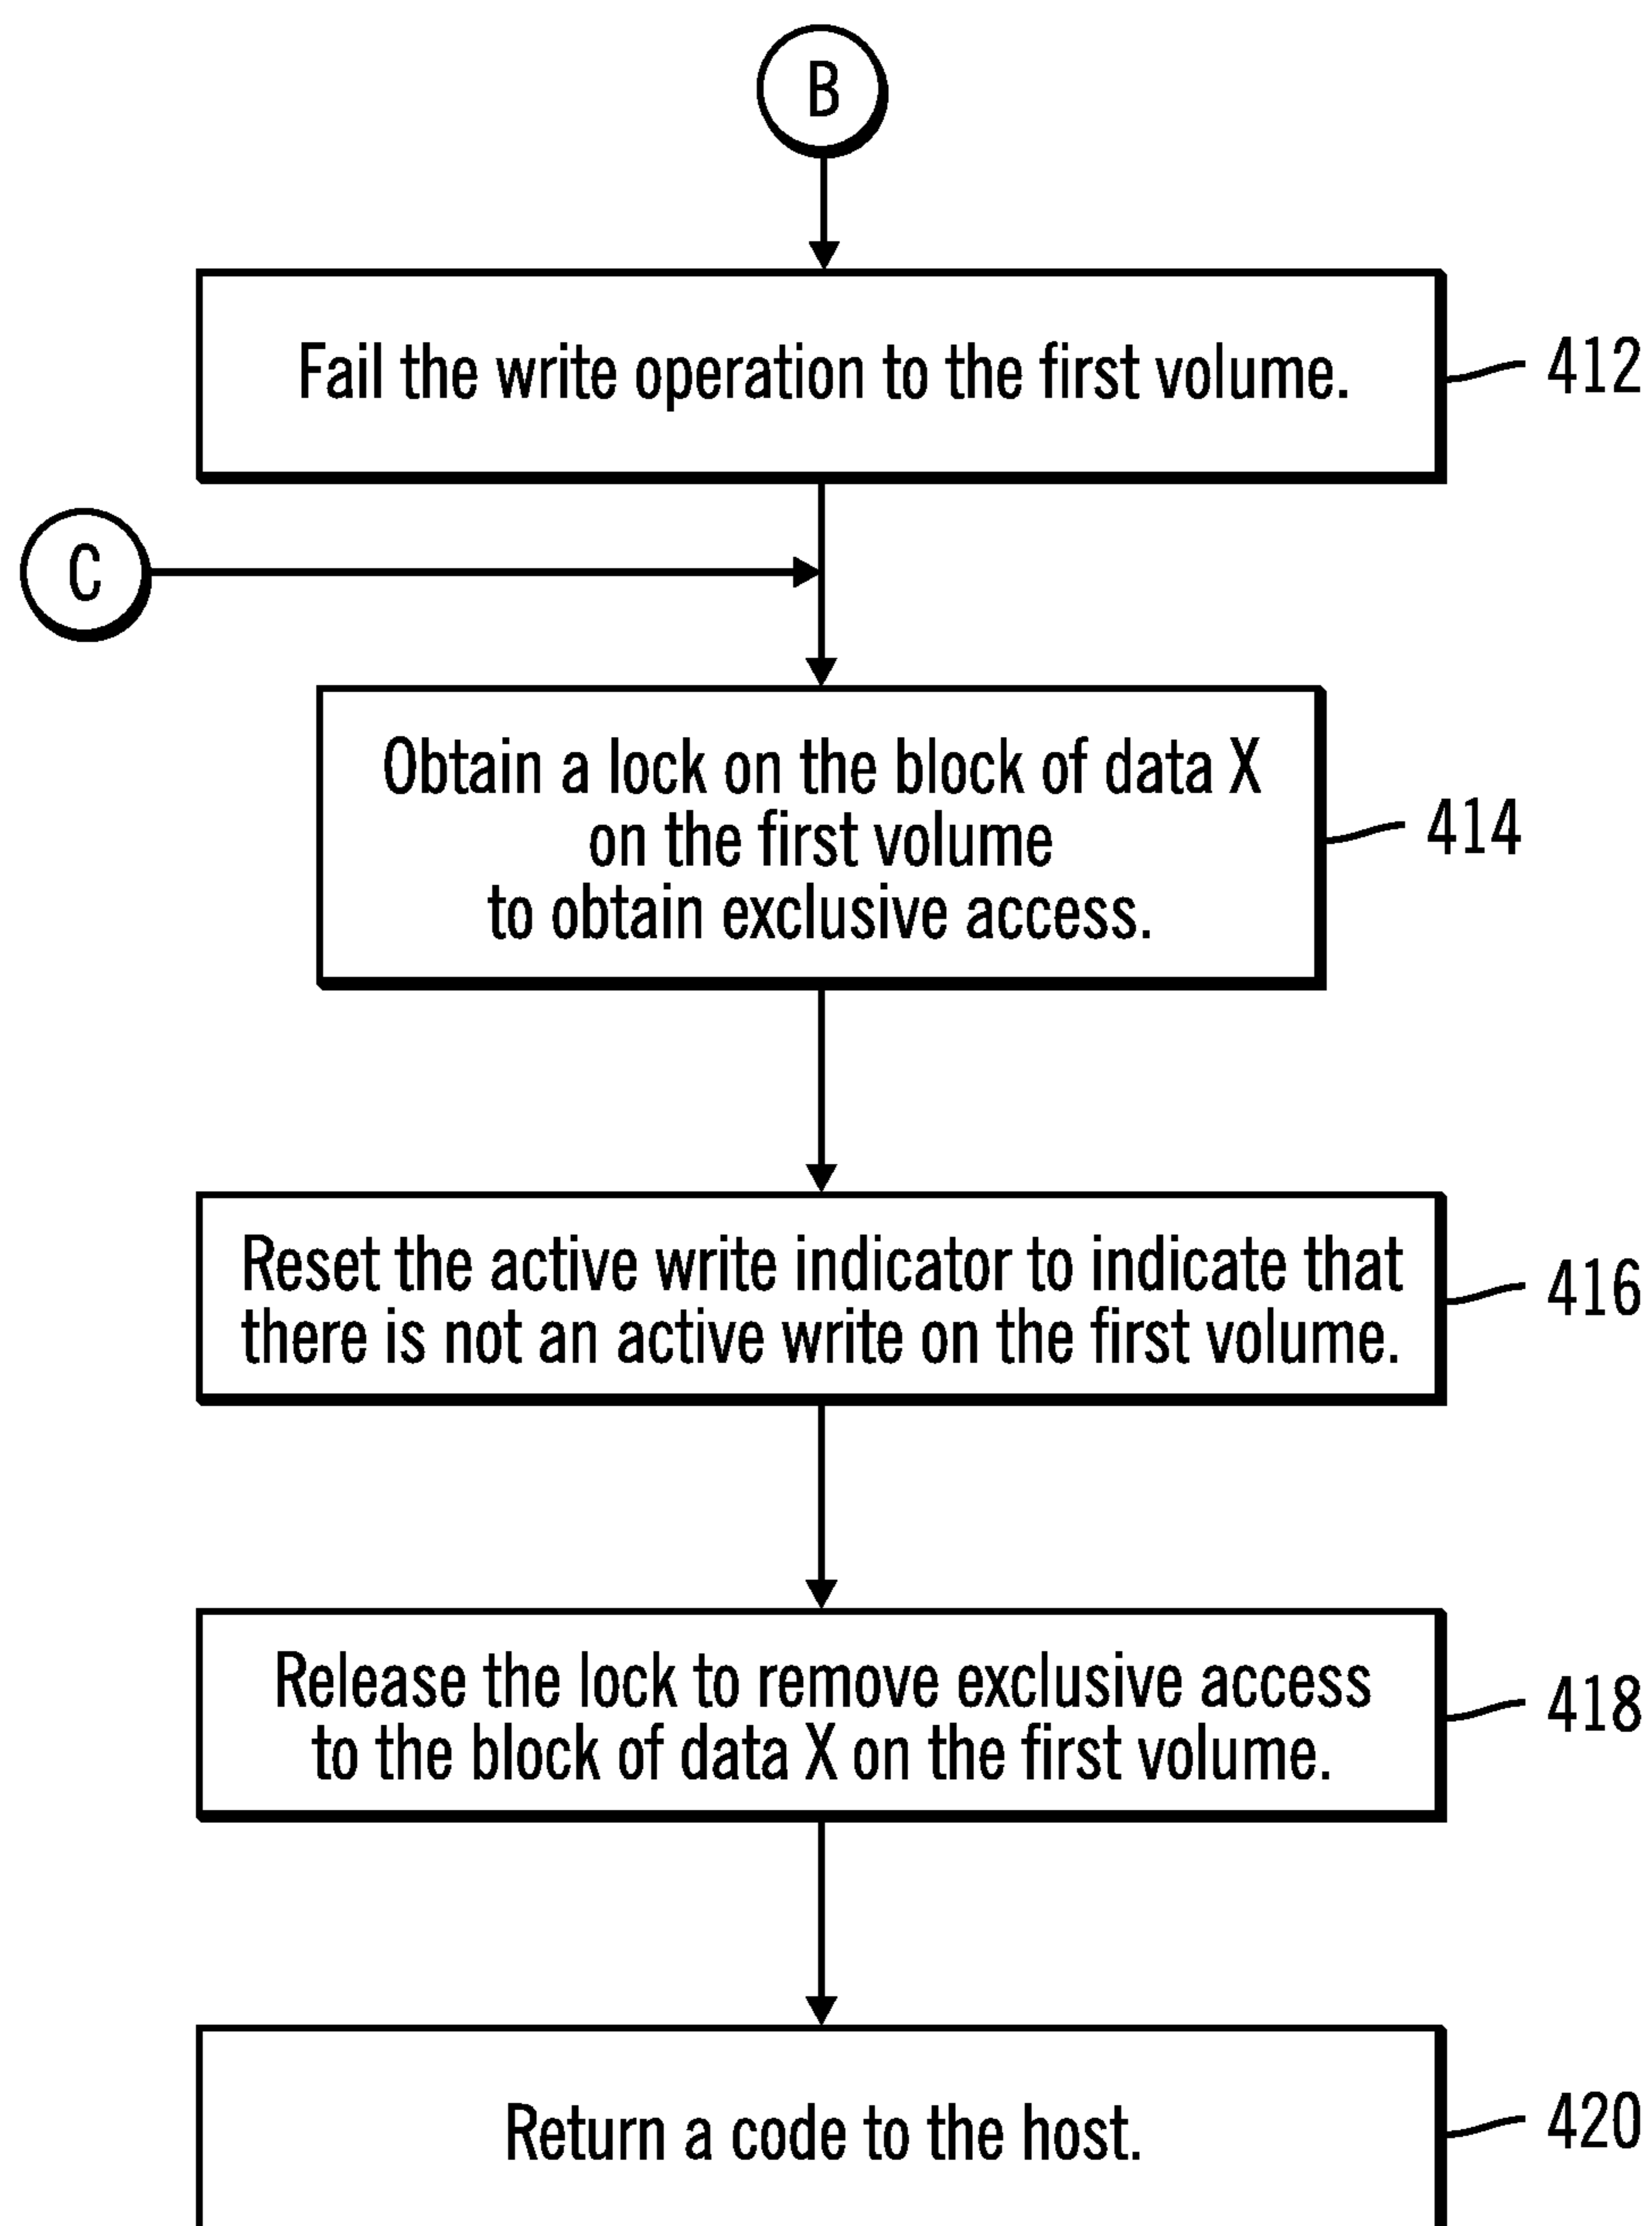 B
Fail the write operation to the first volume.
412
C
Obtain a lock on the block of data X
on the first volume
to obtain exclusive access.
414
Reset the active write indicator to indicate that
there is not an active write on the first volume.
416
Release the lock to remove exclusive access
to the block of data X on the first volume.
418
Return a code to the host.
420